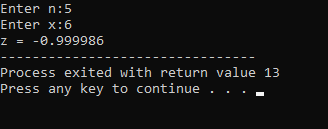 Enter n:5
Enter x:6
z = -0.999986
--------------------------------
Process exited with return value 13
Press any key to continue . . .